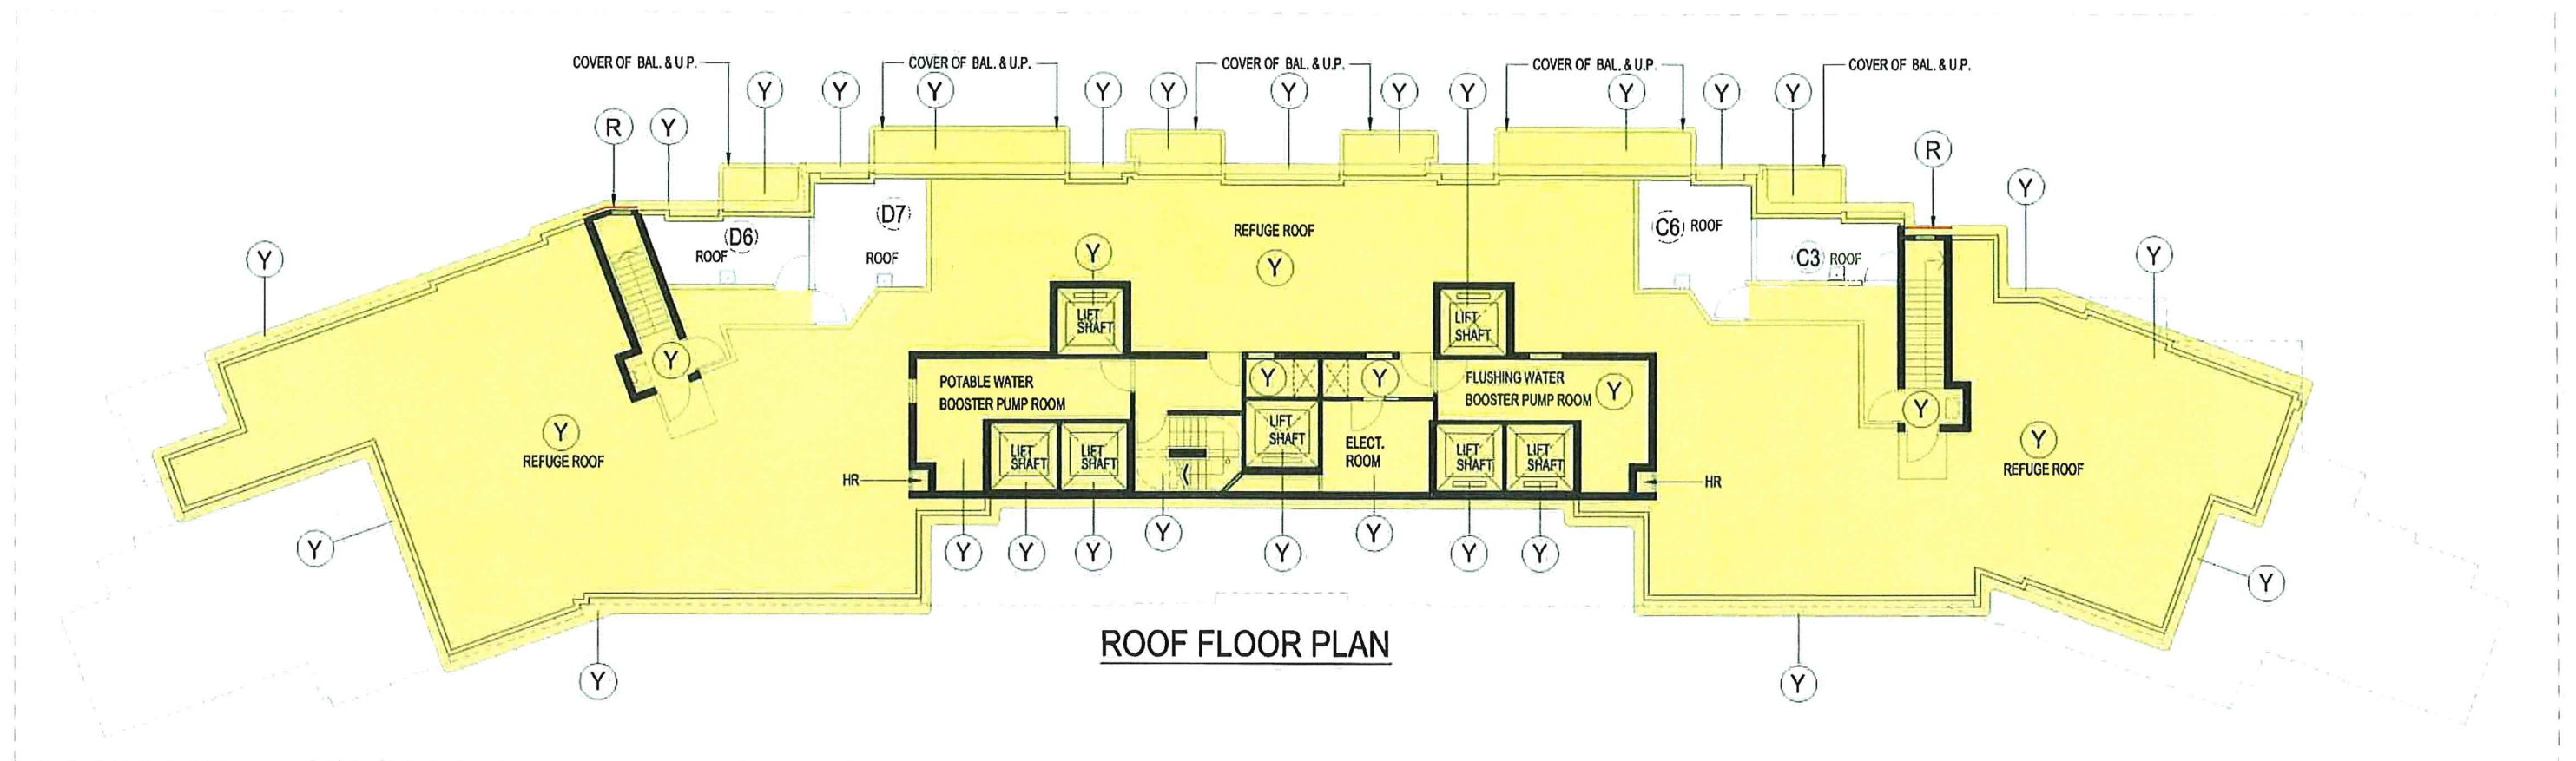 COVER OF BAL. & U.P.
COVER OF BAL. & U.P.
COVER OF BAL. & U.P.
COVER OF BAL. & U.P.
COVER OF BAL. & U.P.
Y
Y
Y
Y
Y
Y
Y
Y
Y
Y
Y
R
Y
R
Y
Y
Y
D6
ROOF
D7
ROOF
REFUGE ROOF
Y
C6 ROOF
C3 ROOF
Y
LIFT
SHAFT
LIFT
SHAFT
Y
Y
REFUGE ROOF
POTABLE WATER
BOOSTER PUMP ROOM
Y
Y
FLUSHING WATER
BOOSTER PUMP ROOM
Y
Y
Y
REFUGE ROOF
LIFT
SHAFT
LIFT
SHAFT
LIFT
SHAFT
ELECT.
ROOM
LIFT
SHAFT
LIFT
SHAFT
HR
HR
Y
Y
Y
Y
Y
Y
Y
Y
Y
Y
Y
ROOF FLOOR PLAN
Y
Y